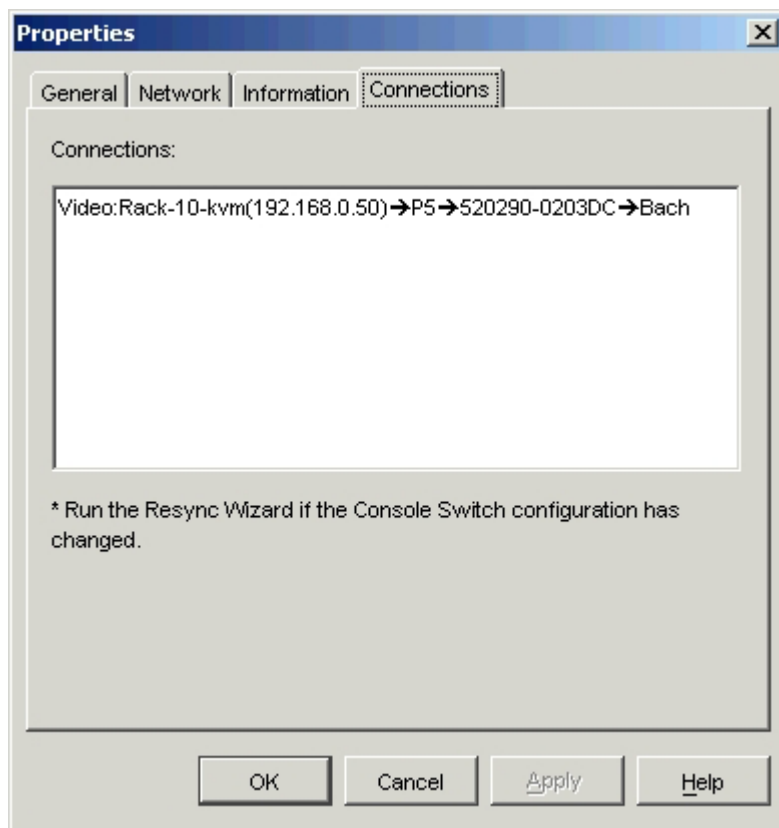 Properties
General Network Information Connections
Connections:
Video:Rack-10-kvm(192.168.0.50)➔P5➔520290-0203DC➔Bach
* Run the Resync Wizard if the Console Switch configuration has
changed.
OK Cancel Apply Help